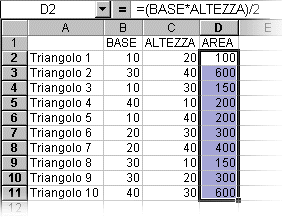 D2 = =(BASE*ALTEZZA)/2
A B C D E
1 BASE ALTEZZA AREA
2 Triangolo 1 10 20 100
3 Triangolo 2 30 40 600
4 Triangolo 3 10 30 150
5 Triangolo 4 40 10 200
6 Triangolo 5 10 40 200
7 Triangolo 6 20 30 300
8 Triangolo 7 20 40 400
9 Triangolo 8 30 10 150
10 Triangolo 9 20 30 300
11 Triangolo 10 40 30 600
12